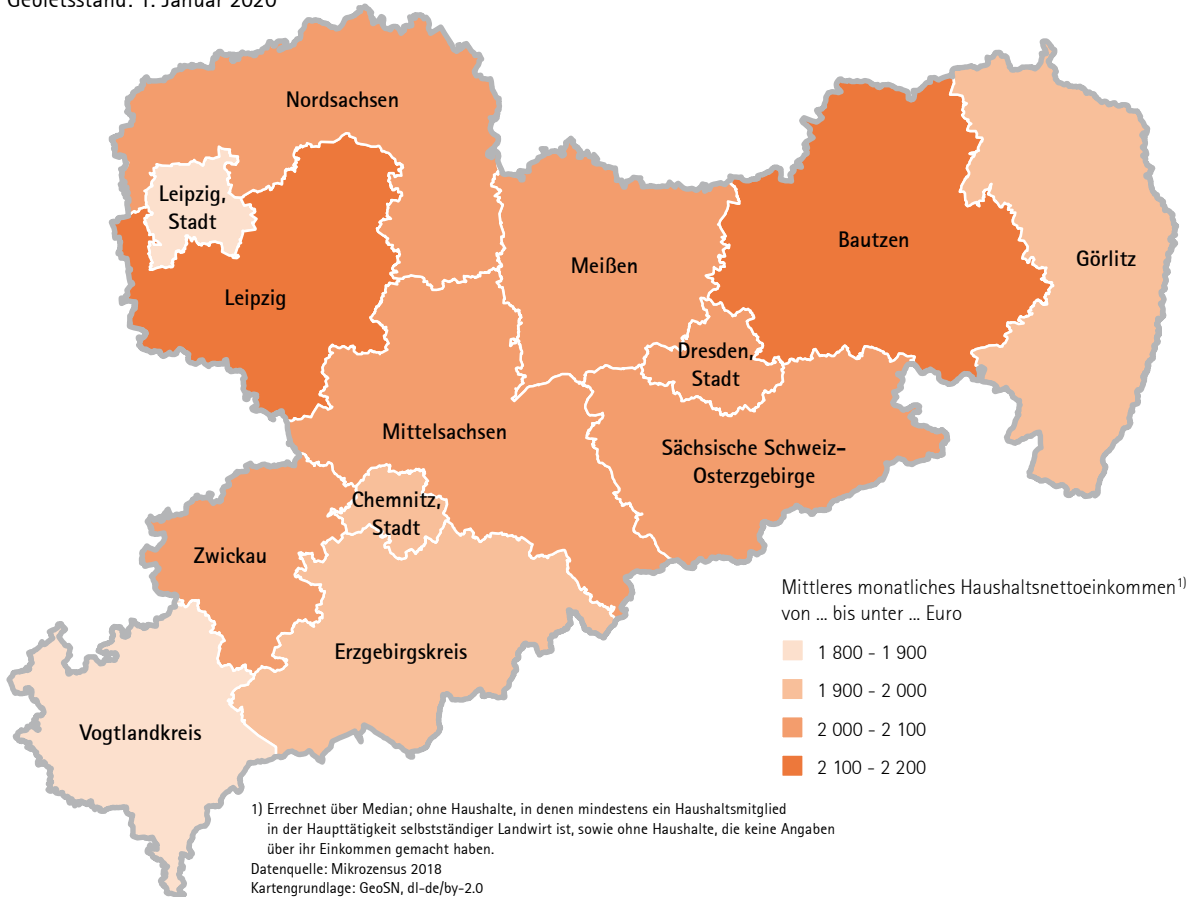 Gebietsstand: 1. Januar 2020
Nordsachsen
Leipzig,
Stadt
Leipzig
Meißen
Bautzen
Görlitz
Dresden,
Stadt
Mittelsachsen
Sächsische Schweiz-
Osterzgebirge
Chemnitz,
Stadt
Zwickau
Erzgebirgskreis
Vogtlandkreis
Mittleres monatliches Haushaltsnettoeinkommen1)
von ... bis unter ... Euro
1 800 - 1 900
1 900 - 2 000
2 000 - 2 100
2 100 - 2 200
1) Errechnet über Median; ohne Haushalte, in denen mindestens ein Haushaltsmitglied
in der Haupttätigkeit selbstständiger Landwirt ist, sowie ohne Haushalte, die keine Angaben
über ihr Einkommen gemacht haben.
Datenquelle: Mikrozensus 2018
Kartengrundlage: GeoSN, dl-de/by-2.0